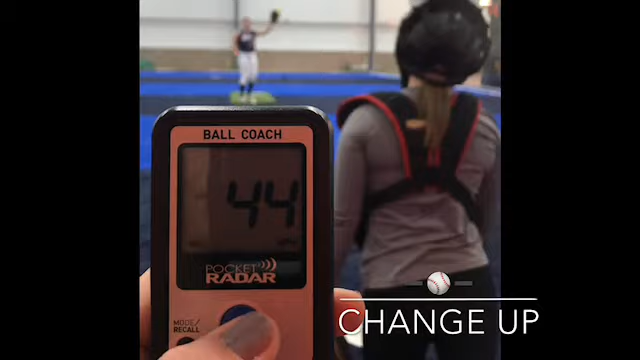 BALL COACH
44
POCKET
RADAR
MODE/
RECALL
CHANGE UP